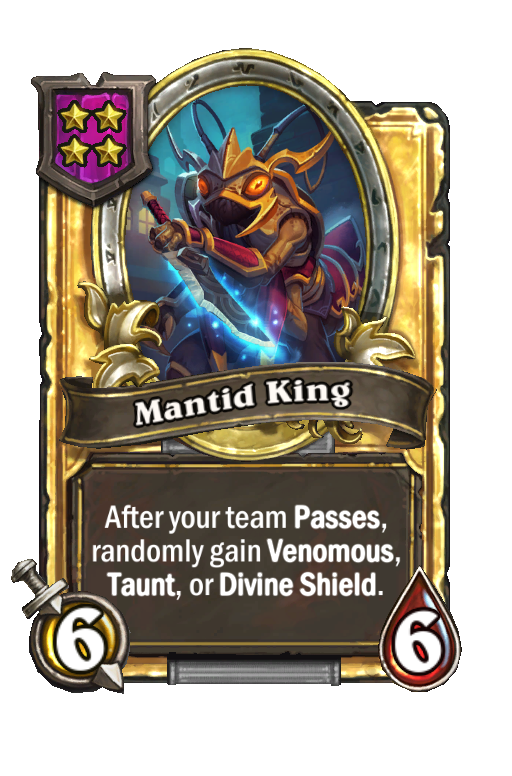 Mantid King
After your team Passes,
randomly gain Venomous,
Taunt, or Divine Shield.
6
6